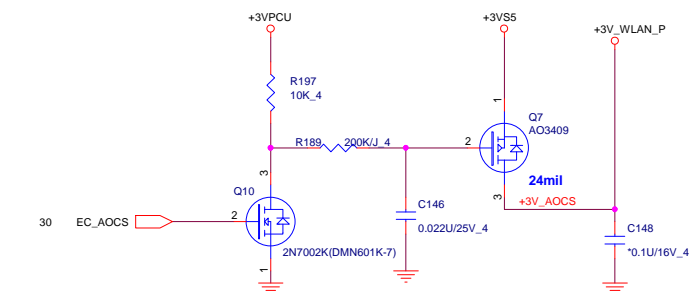 +3VPCU
+3VS5
+3V_WLAN_P
R197
10K_4
1
Q7
AO3409
R189
200K/J_4
2
3
24mil
Q10
3
+3V_AOCS
C146
0.022U/25V_4
30
EC_AOCS
2
C148
*0.1U/16V_4
2N7002K(DMN601K-7)
1